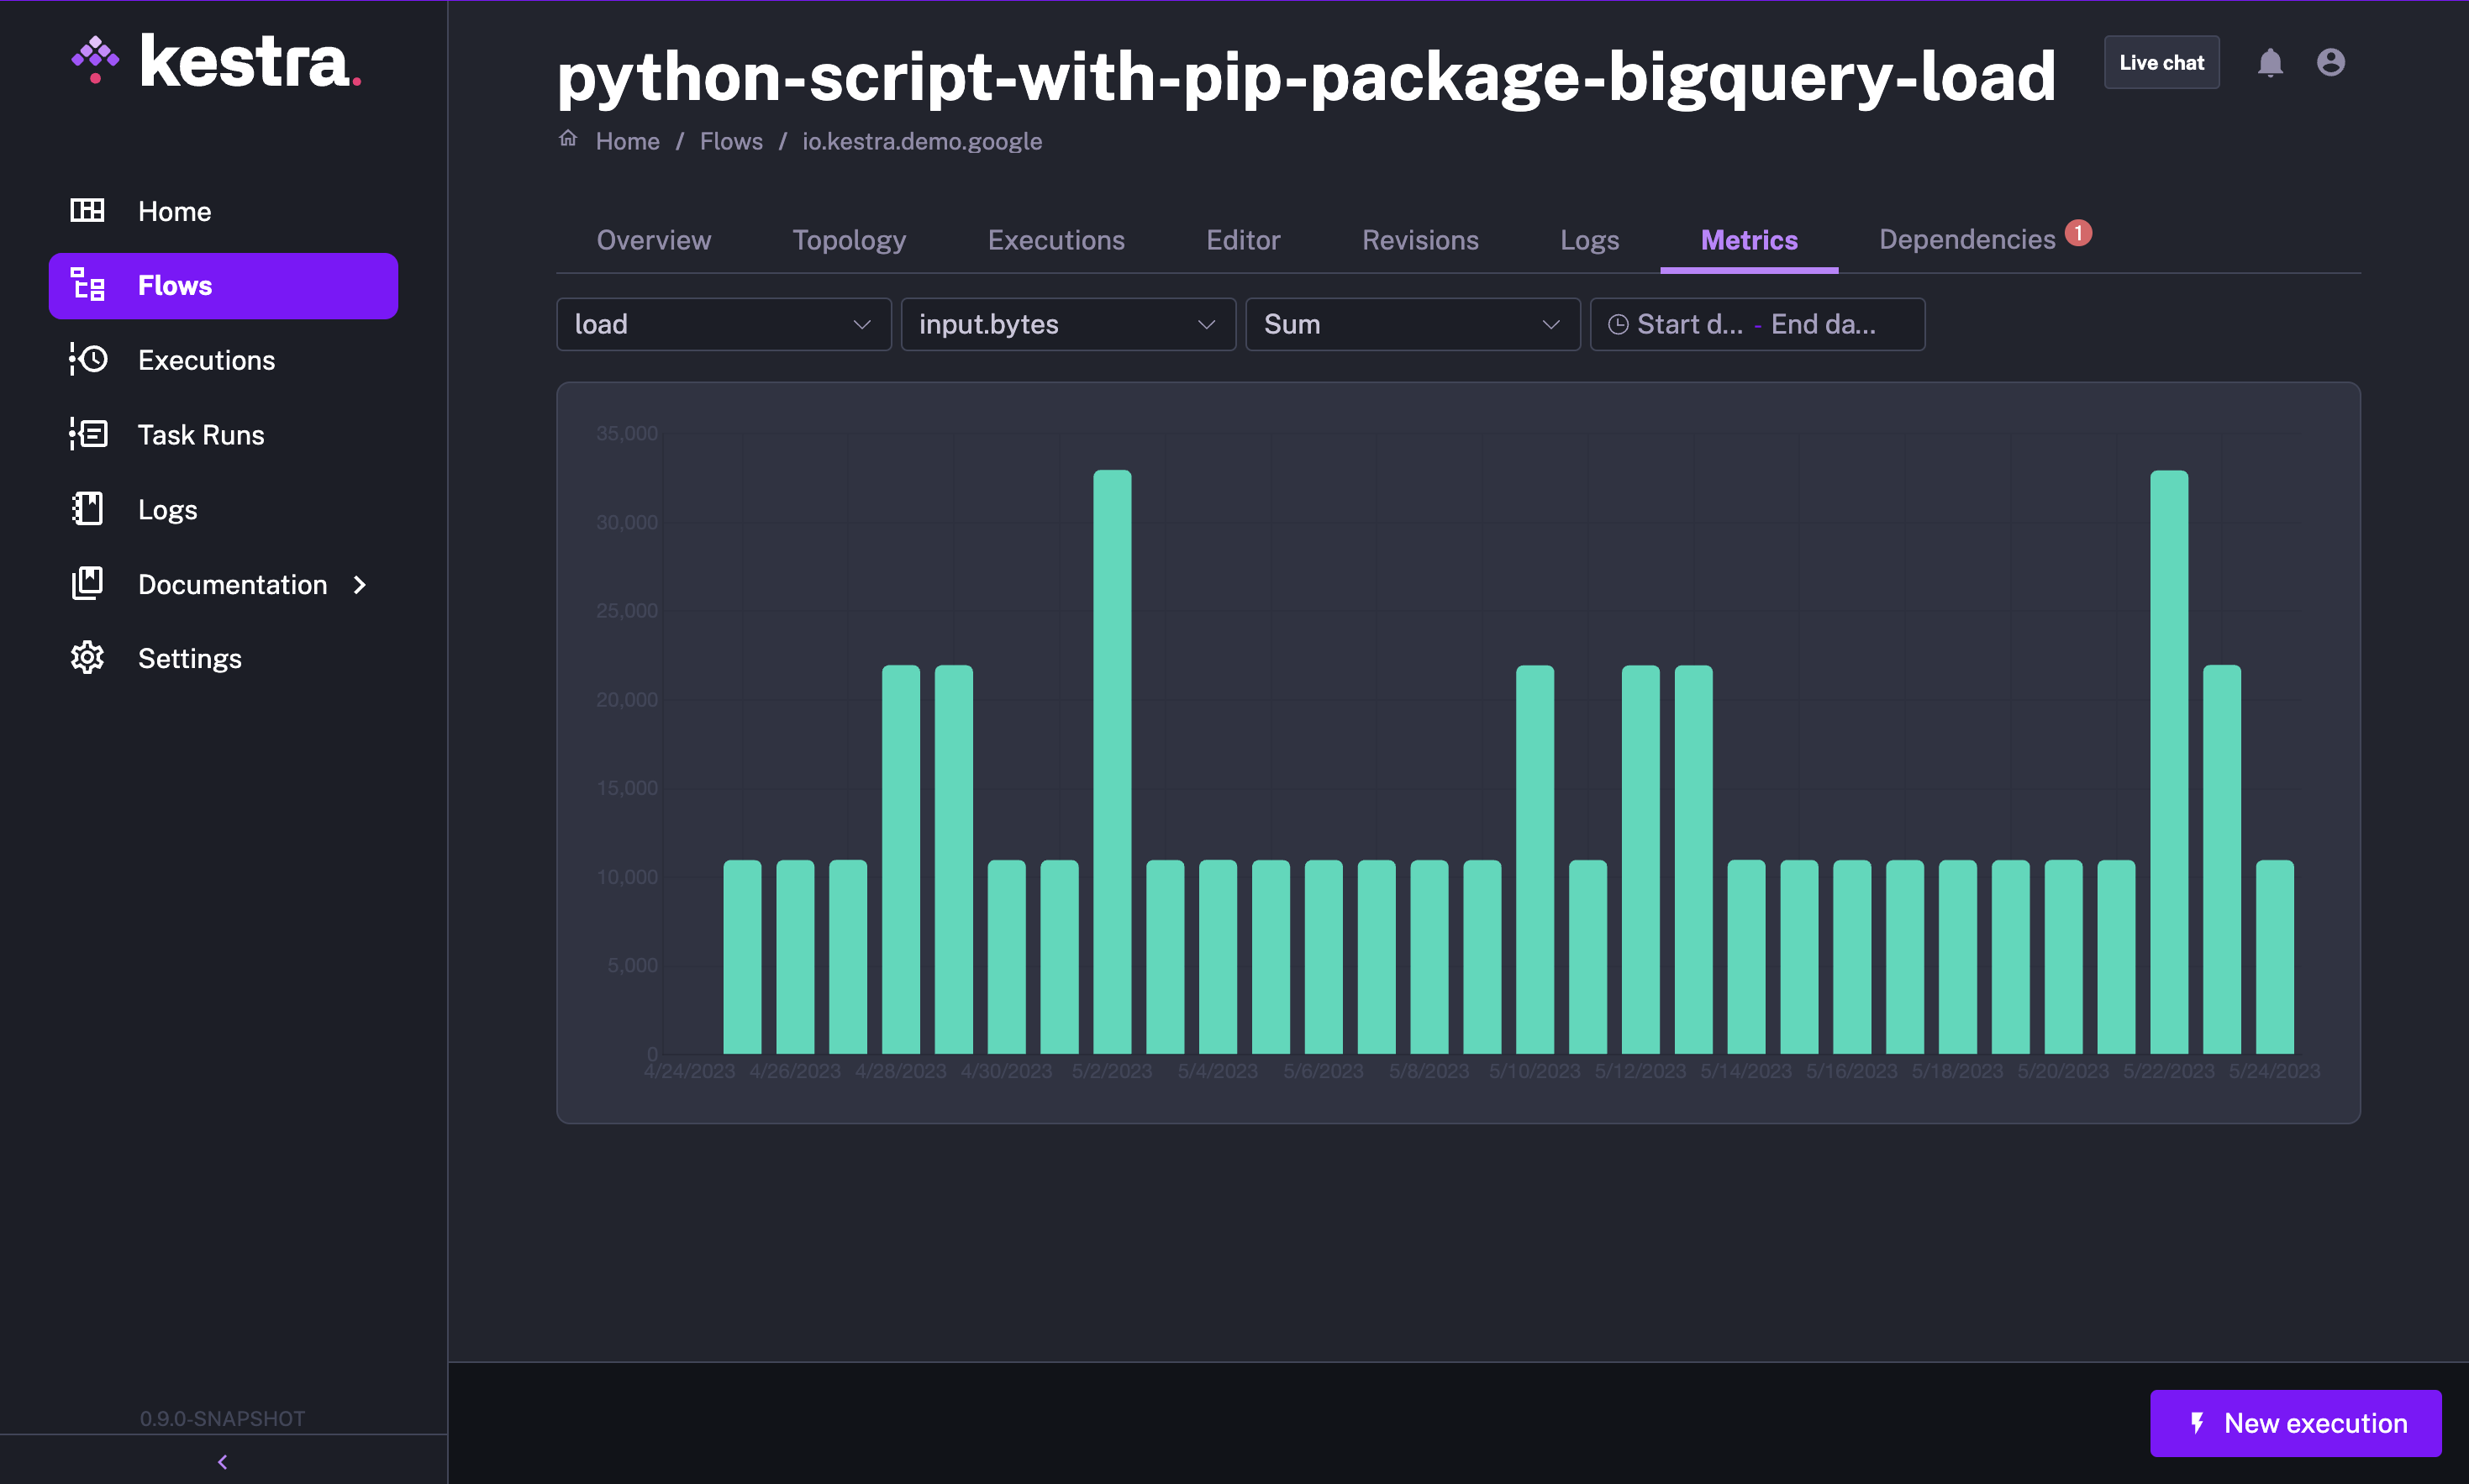 kestra.
Home
Flows
Executions
Task Runs
Logs
Documentation
Settings
0.9.0-SNAPSHOT
python-script-with-pip-package-bigquery-load
Live chat
Home / Flows / io.kestra.demo.google
Overview Topology Executions Editor Revisions Logs Metrics Dependencies 1
load input.bytes Sum Start d... - End da...
35,000
30,000
25,000
20,000
15,000
10,000
5,000
0
4/24/2023 4/26/2023 4/28/2023 4/30/2023 5/2/2023 5/4/2023 5/6/2023 5/8/2023 5/10/2023 5/12/2023 5/14/2023 5/16/2023 5/18/2023 5/20/2023 5/22/2023 5/24/2023
New execution